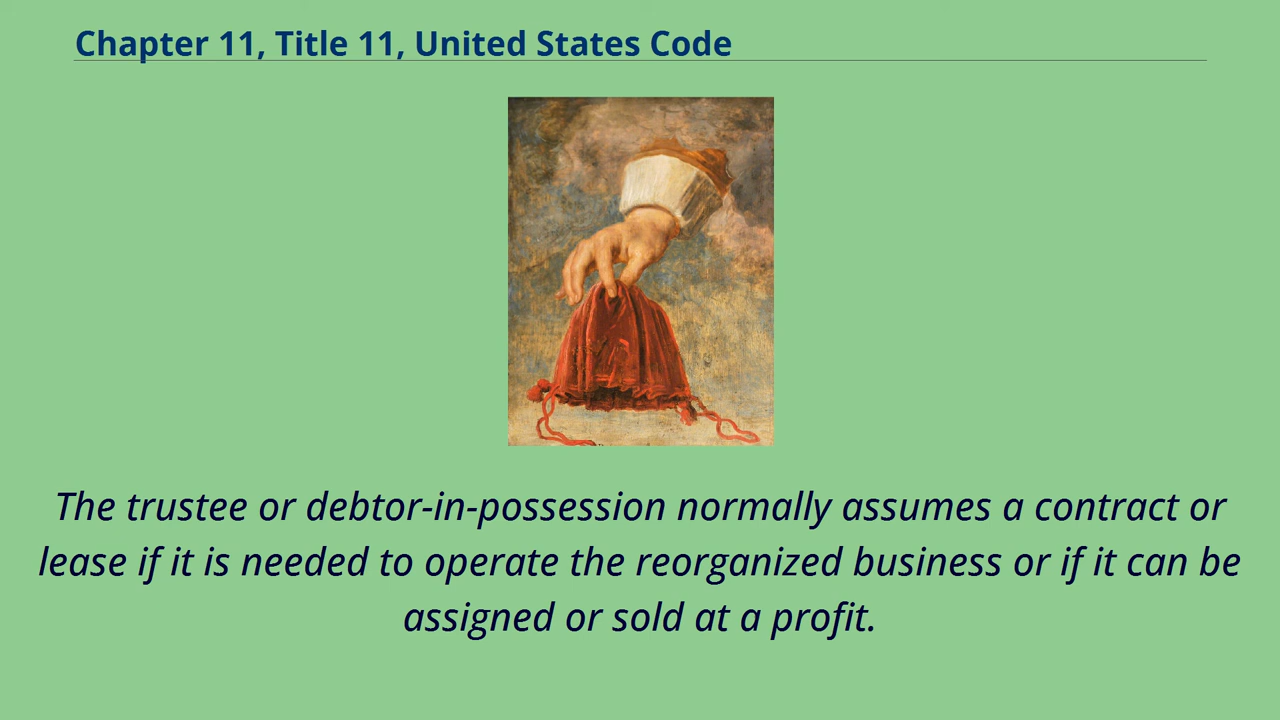 Chapter 11, Title 11, United States Code
The trustee or debtor-in-possession normally assumes a contract or
lease if it is needed to operate the reorganized business or if it can be
assigned or sold at a profit.